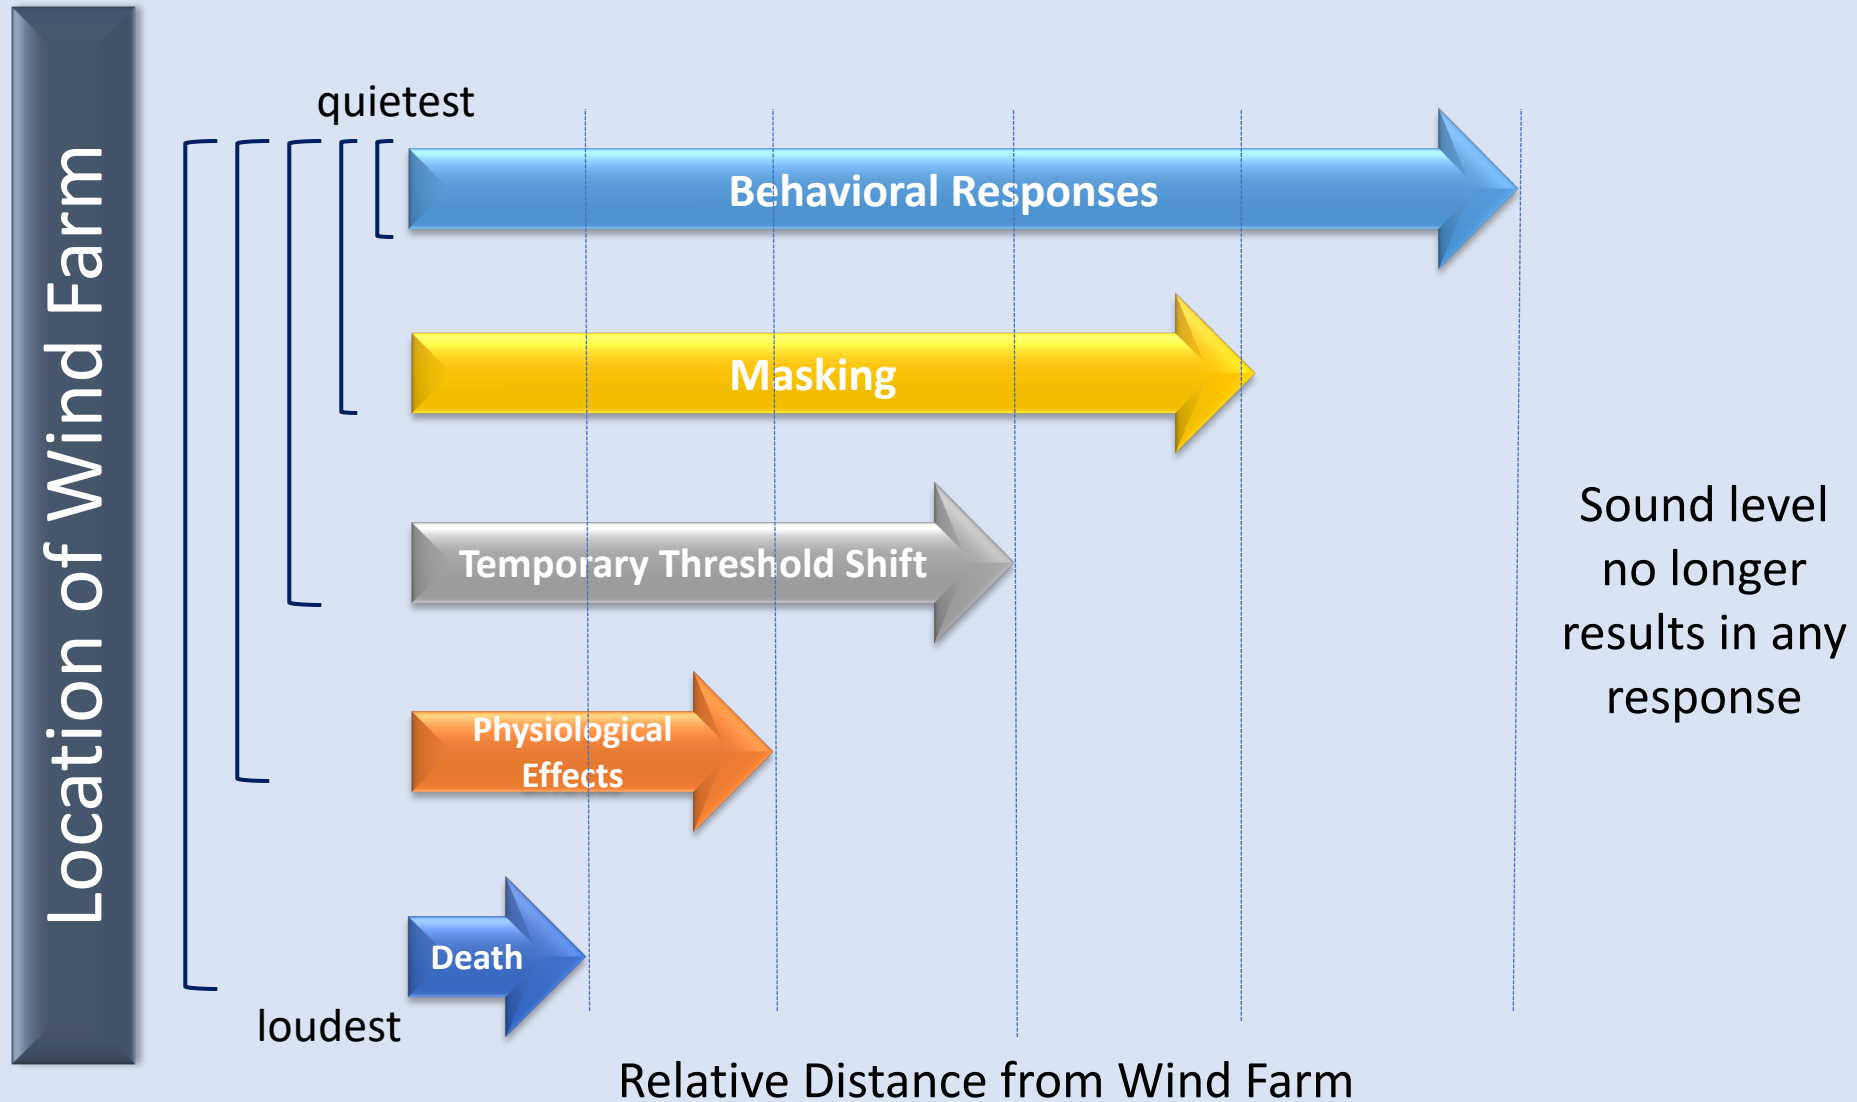 Location of Wind Farm
quietest
Behavioral Responses
Masking
Temporary Threshold Shift
Physiological
Effects
Death
loudest
Sound level
no longer
results in any
response
Relative Distance from Wind Farm